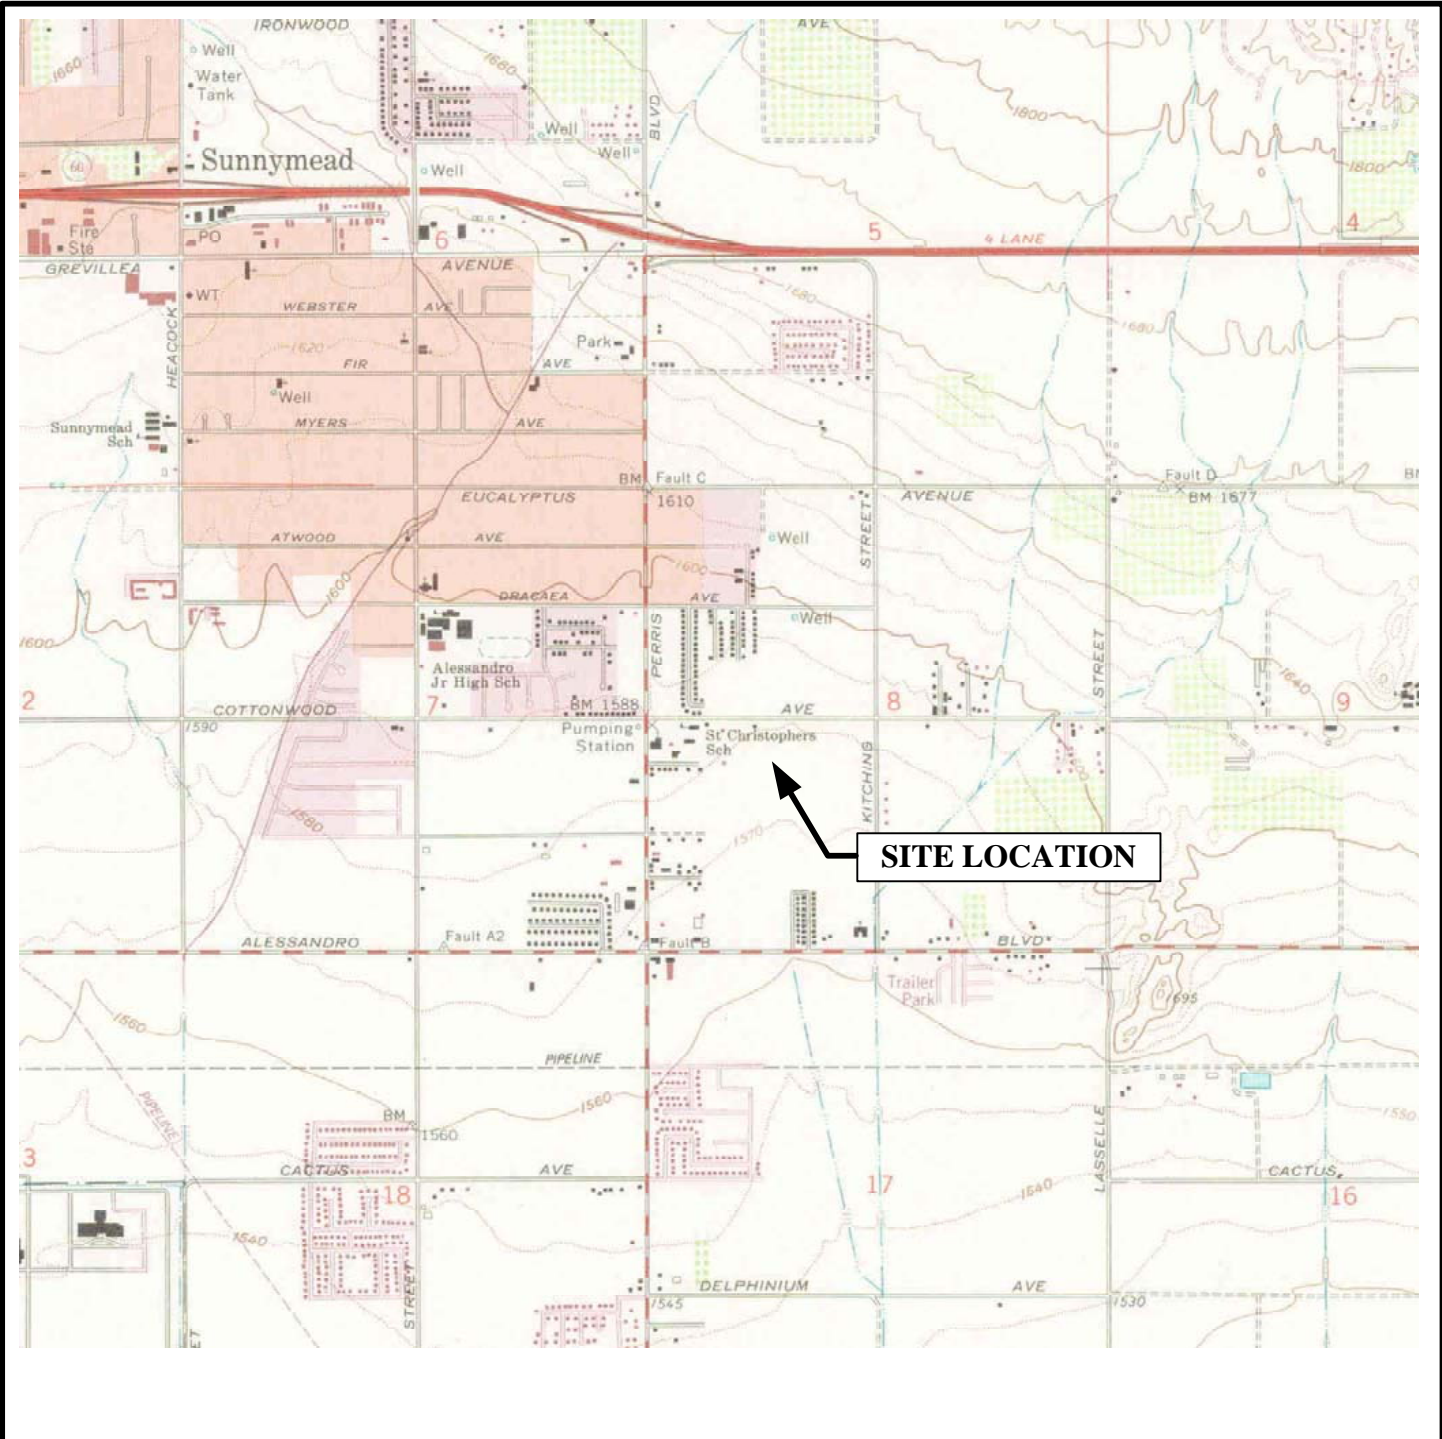 IRONWOOD
AVE
Well
1660
1680
Water
Tank
BLVD
1800
Well
Well
Sunnymead
60
Well
1800
4
5
Fire
Sta
PO
6
4 LANE
GREVILLEA
AVENUE
WT
WEBSTER
AVE
1680
HEACOCK
1680
1620
Park
FIR
AVE
Well
MYERS
AVE
Sunnymead
Sch
BM
Fault C
Fault D
EUCALYPTUS
1610
AVENUE
BM 1677
STREET
ATWOOD
AVE
Well
1600
1600
DRACAEA
AVE
Well
1600
PERRIS
STREET
Alessandro
Jr High Sch
1640
2
COTTONWOOD
7
BM 1588
AVE
8
9
1590
Pumping
Station
St Christophers
Sch
KITCHING
1600
1580
1570
SITE LOCATION
ALESSANDRO
Fault A2
Fault B
BLVD
Trailer
Park
1695
1560
PIPELINE
PIPELINE
1560
BM
1560
1550
LASSELLE
3
CACTUS
AVE
CACTUS
18
17
1540
16
1540
STREET
DELPHINIUM
AVE
1545
1530
ET